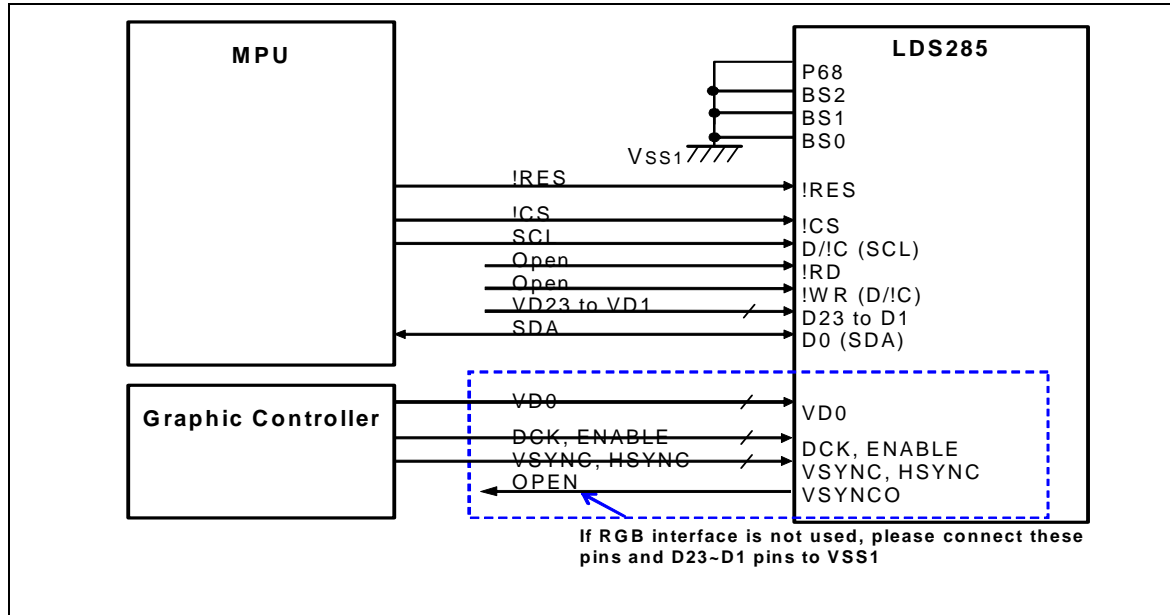 MPU
LDS285
P68
BS2
BS1
BS0
VSS1
!RES
!RES
!CS
!CS
SCL
D/!C (SCL)
Open
!RD
Open
!WR (D/!C)
VD23 to VD1
D23 to D1
SDA
D0 (SDA)
Graphic Controller
VD0
VD0
DCK, ENABLE
DCK, ENABLE
VSYNC, HSYNC
VSYNC, HSYNC
OPEN
VSYNCO
If RGB interface is not used, please connect these
pins and D23~D1 pins to VSS1